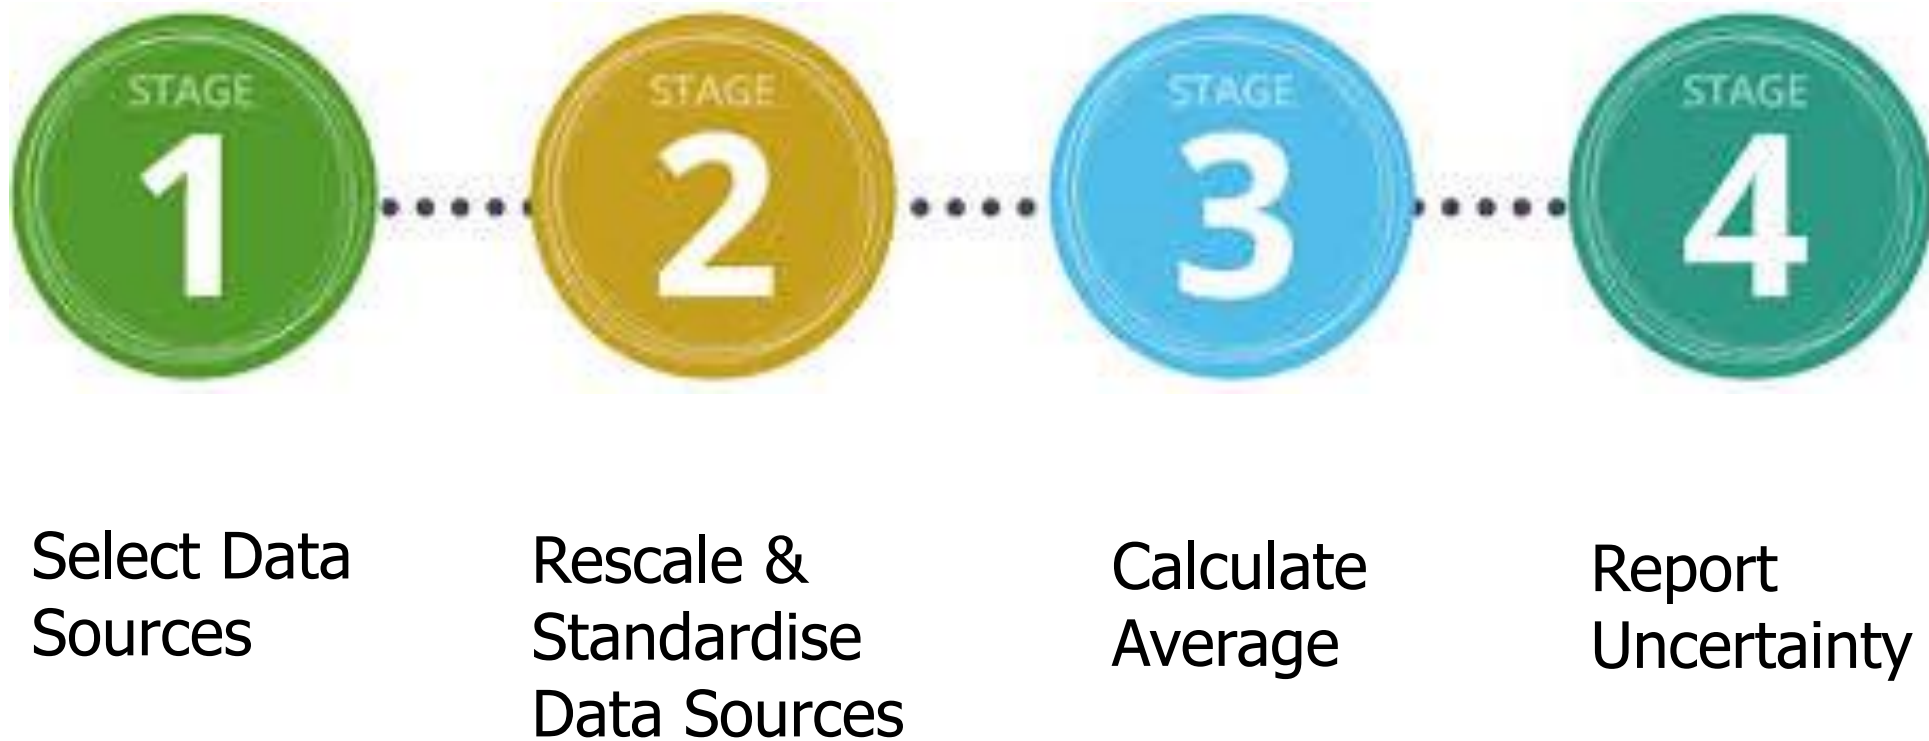 STAGE
1
STAGE
2
STAGE
3
STAGE
4
Select Data
Sources
Rescale &
Standardise
Data Sources
Calculate
Average
Report
Uncertainty